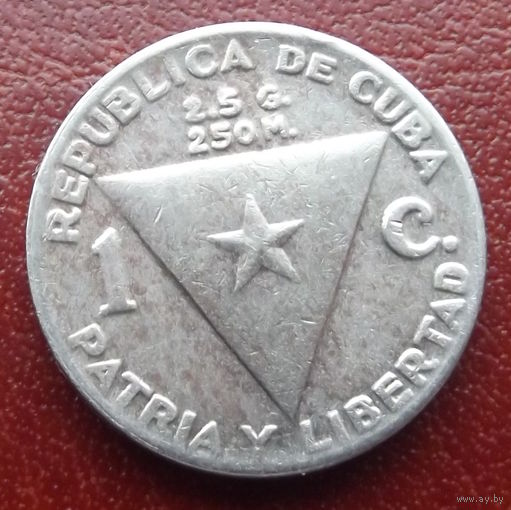 REPUBLICA DE CUBA
2.5 G.
250 M.
1 C.
PATRIA Y LIBERTAD.
www.ay.by